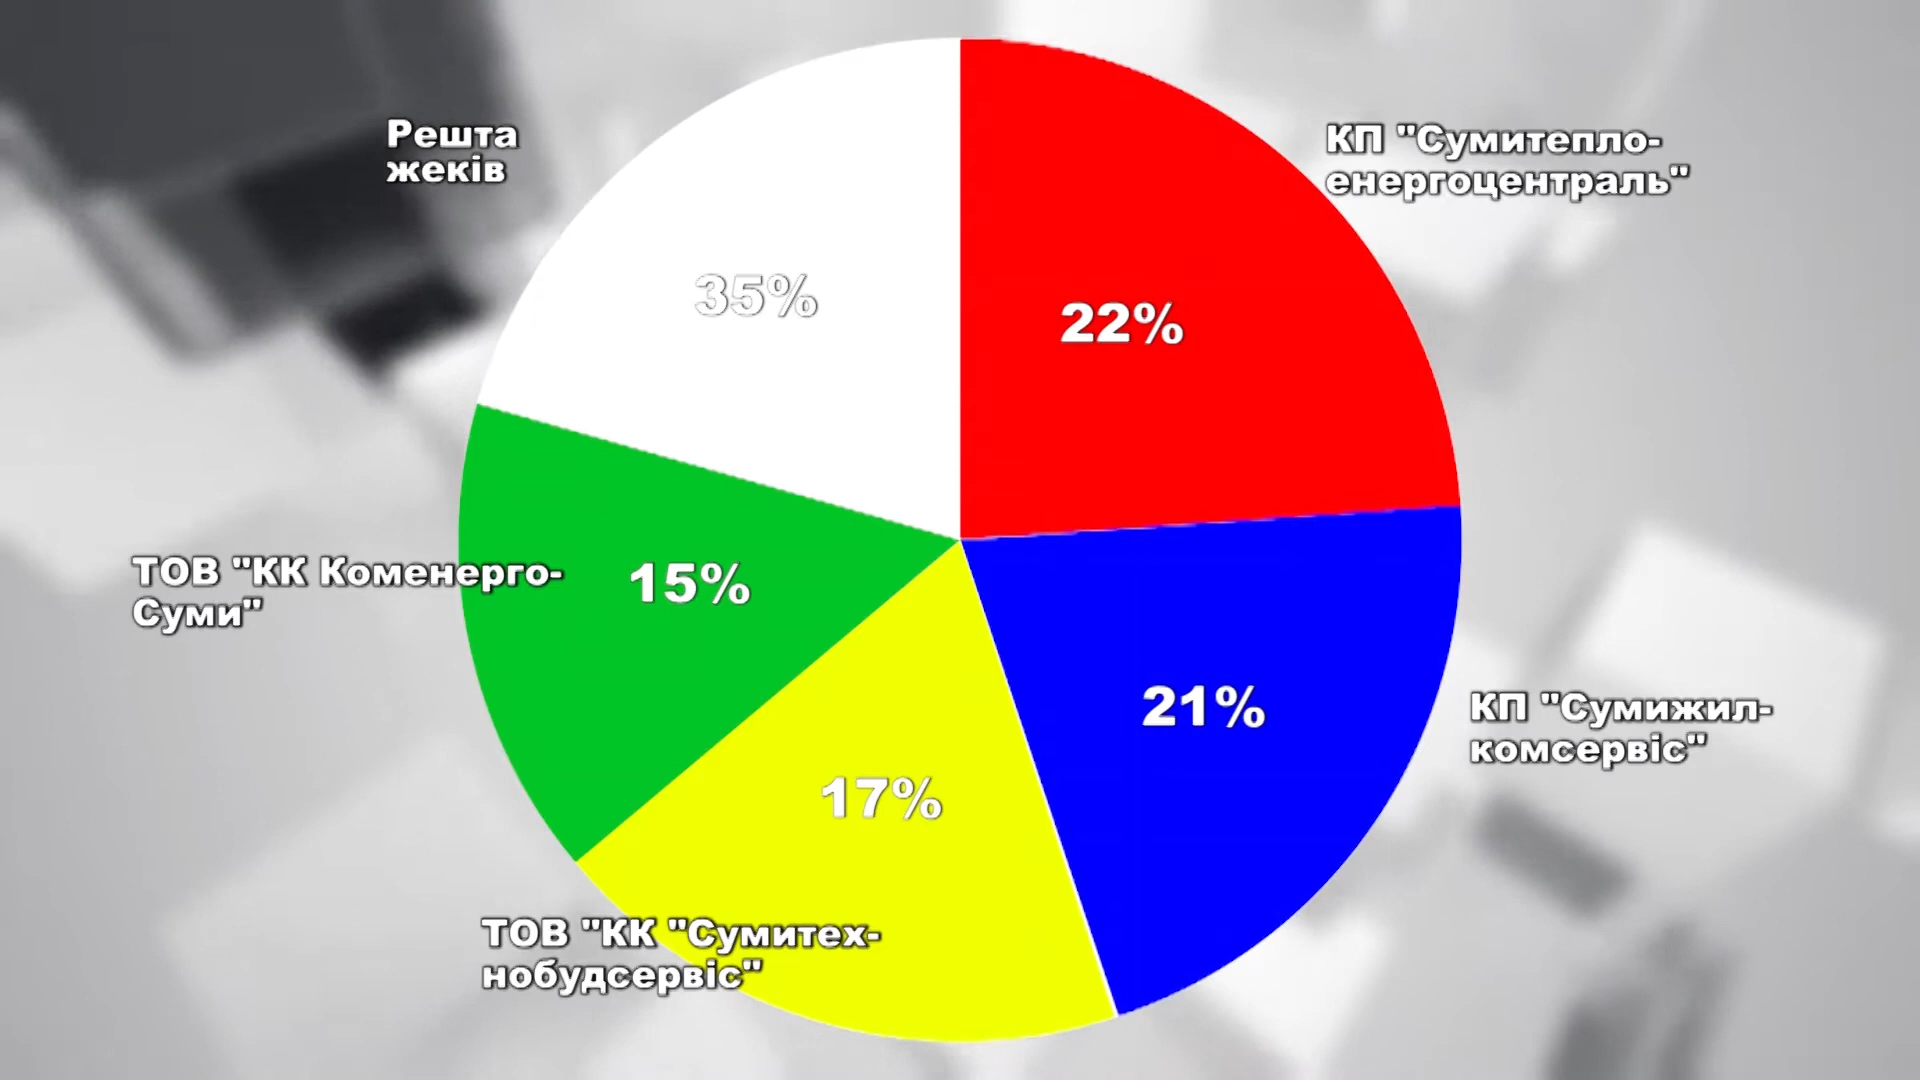 Решта
жеків
35%
КП "Сумитепло-
енергоцентраль"
22%
ТОВ "КК Коменерго-
Суми"
15%
КП "Сумижил-
комсервіс"
21%
17%
ТОВ "КК "Сумитех-
нобудсервіс"